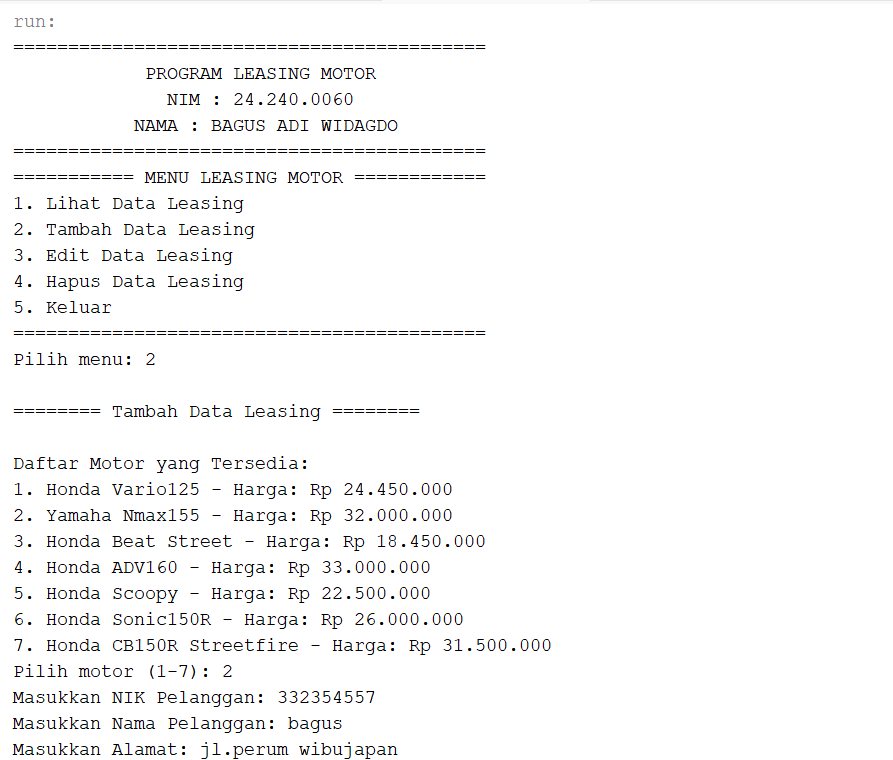 run:
===========================================
PROGRAM LEASING MOTOR
NIM : 24.240.0060
NAMA : BAGUS ADI WIDAGDO
===========================================
=========== MENU LEASING MOTOR ============
1. Lihat Data Leasing
2. Tambah Data Leasing
3. Edit Data Leasing
4. Hapus Data Leasing
5. Keluar
===========================================
Pilih menu: 2
======== Tambah Data Leasing ========
Daftar Motor yang Tersedia:
1. Honda Vario125 - Harga: Rp 24.450.000
2. Yamaha Nmax155 - Harga: Rp 32.000.000
3. Honda Beat Street - Harga: Rp 18.450.000
4. Honda ADV160 - Harga: Rp 33.000.000
5. Honda Scoopy - Harga: Rp 22.500.000
6. Honda Sonic150R - Harga: Rp 26.000.000
7. Honda CB150R Streetfire - Harga: Rp 31.500.000
Pilih motor (1-7): 2
Masukkan NIK Pelanggan: 332354557
Masukkan Nama Pelanggan: bagus
Masukkan Alamat: jl.perum wibujapan